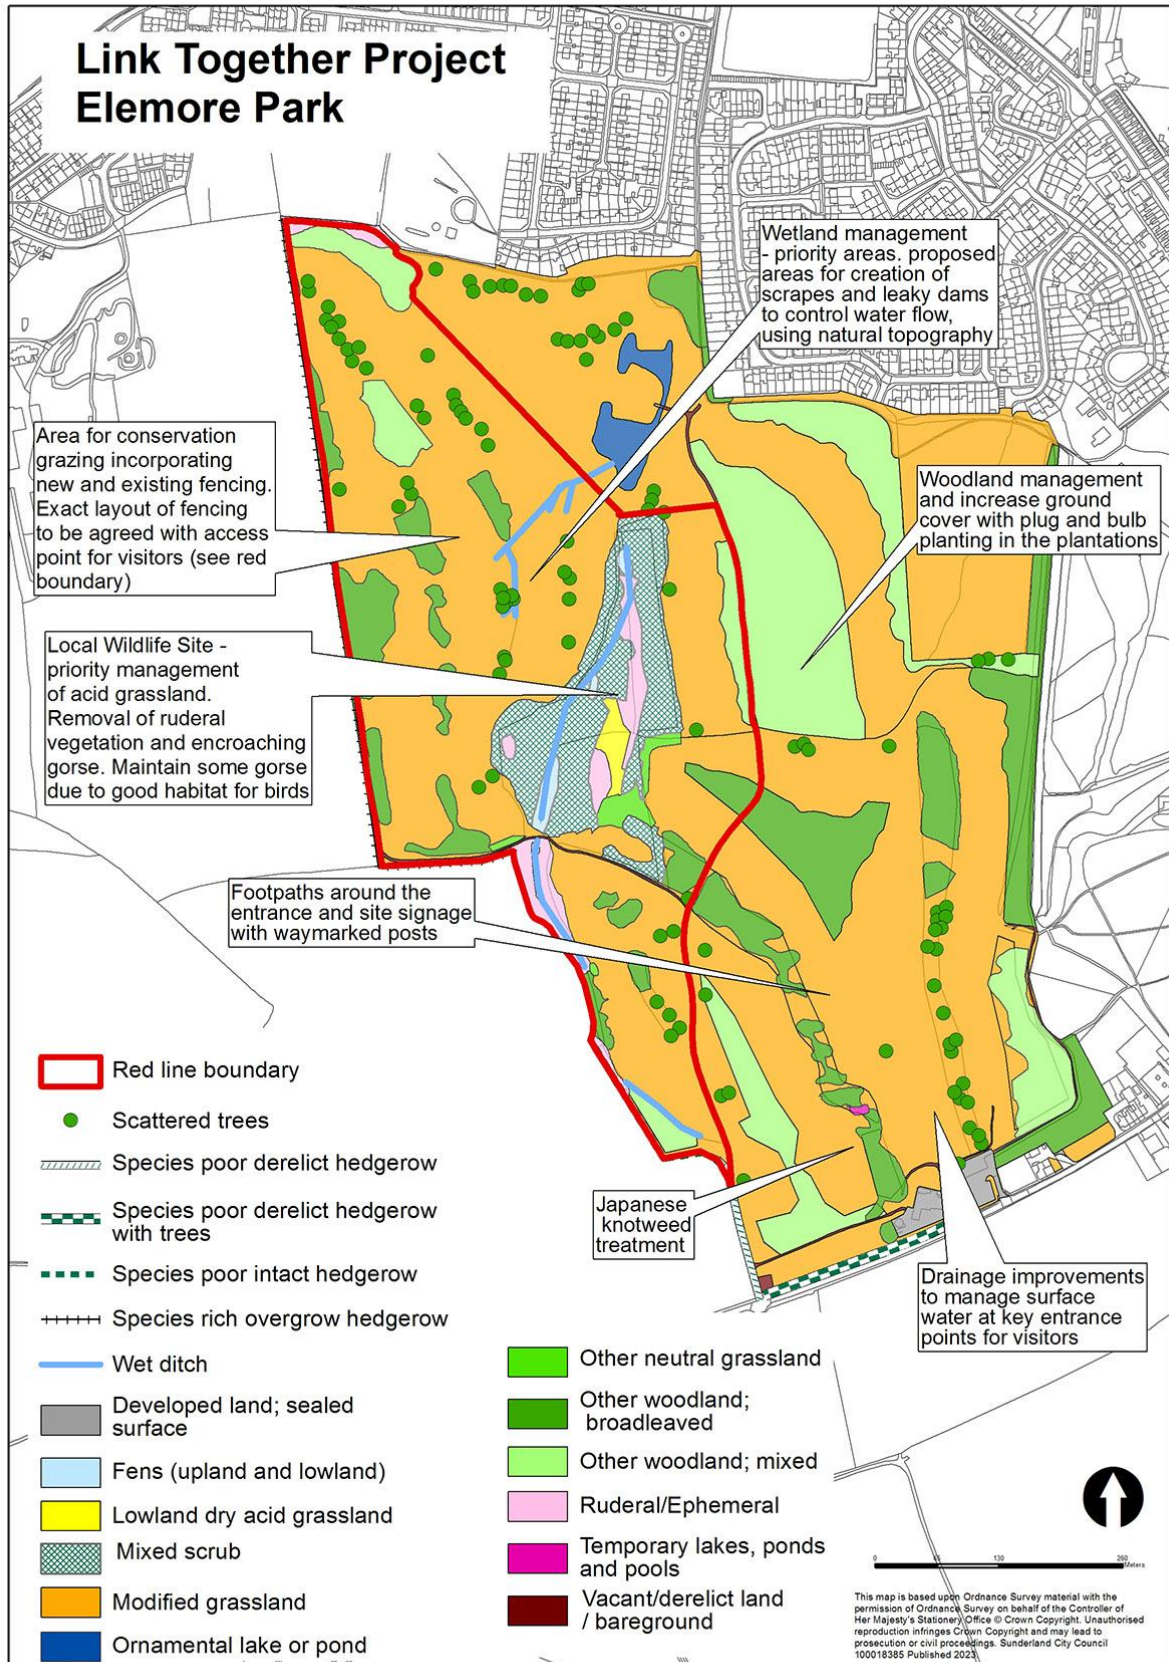 Link Together Project
Elemore Park
Wetland management
- priority areas. proposed
areas for creation of
scrapes and leaky dams
to control water flow,
using natural topography
Area for conservation
grazing incorporating
new and existing fencing.
Exact layout of fencing
to be agreed with access
point for visitors (see red
boundary)
Woodland management
and increase ground
cover with plug and bulb
planting in the plantations
Local Wildlife Site -
priority management
of acid grassland.
Removal of ruderal
vegetation and encroaching
gorse. Maintain some gorse
due to good habitat for birds
Footpaths around the
entrance and site signage
with waymarked posts
Japanese
knotweed
treatment
Drainage improvements
to manage surface
water at key entrance
points for visitors
Red line boundary
Scattered trees
Species poor derelict hedgerow
Species poor derelict hedgerow
with trees
Species poor intact hedgerow
Species rich overgrow hedgerow
Wet ditch
Developed land; sealed
surface
Fens (upland and lowland)
Lowland dry acid grassland
Mixed scrub
Modified grassland
Ornamental lake or pond
Other neutral grassland
Other woodland;
broadleaved
Other woodland; mixed
Ruderal/Ephemeral
Temporary lakes, ponds
and pools
Vacant/derelict land
/ bareground
0 65 130 260
Meters
This map is based upon Ordnance Survey material with the
permission of Ordnance Survey on behalf of the Controller of
Her Majesty's Stationery Office © Crown Copyright. Unauthorised
reproduction infringes Crown Copyright and may lead to
prosecution or civil proceedings. Sunderland City Council
100018385 Published 2023